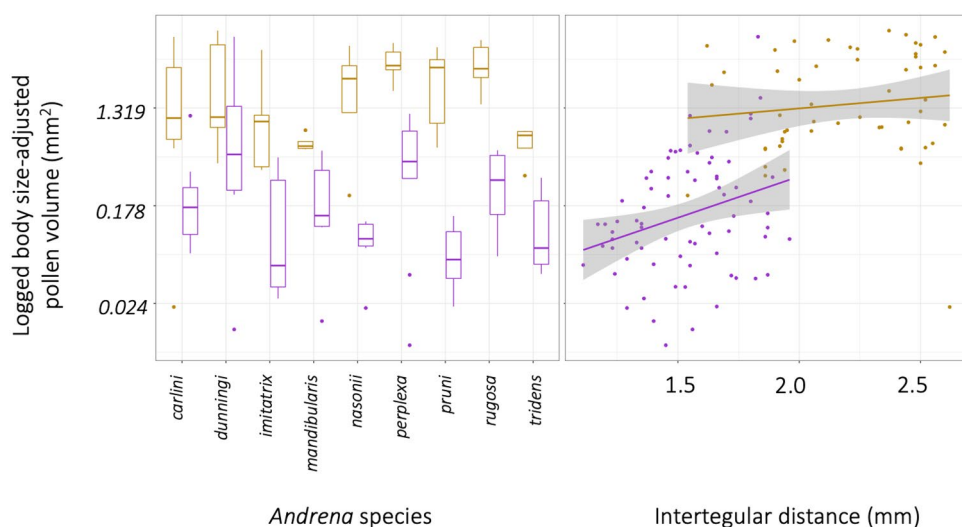 Logged body size-adjusted
pollen volume (mm²)
1.319
0.178
0.024
carlini
dunningi
imitatrix
mandibularis
nasonii
perplexa
pruni
rugosa
tridens
Andrena species
1.5
2.0
2.5
Intertegular distance (mm)